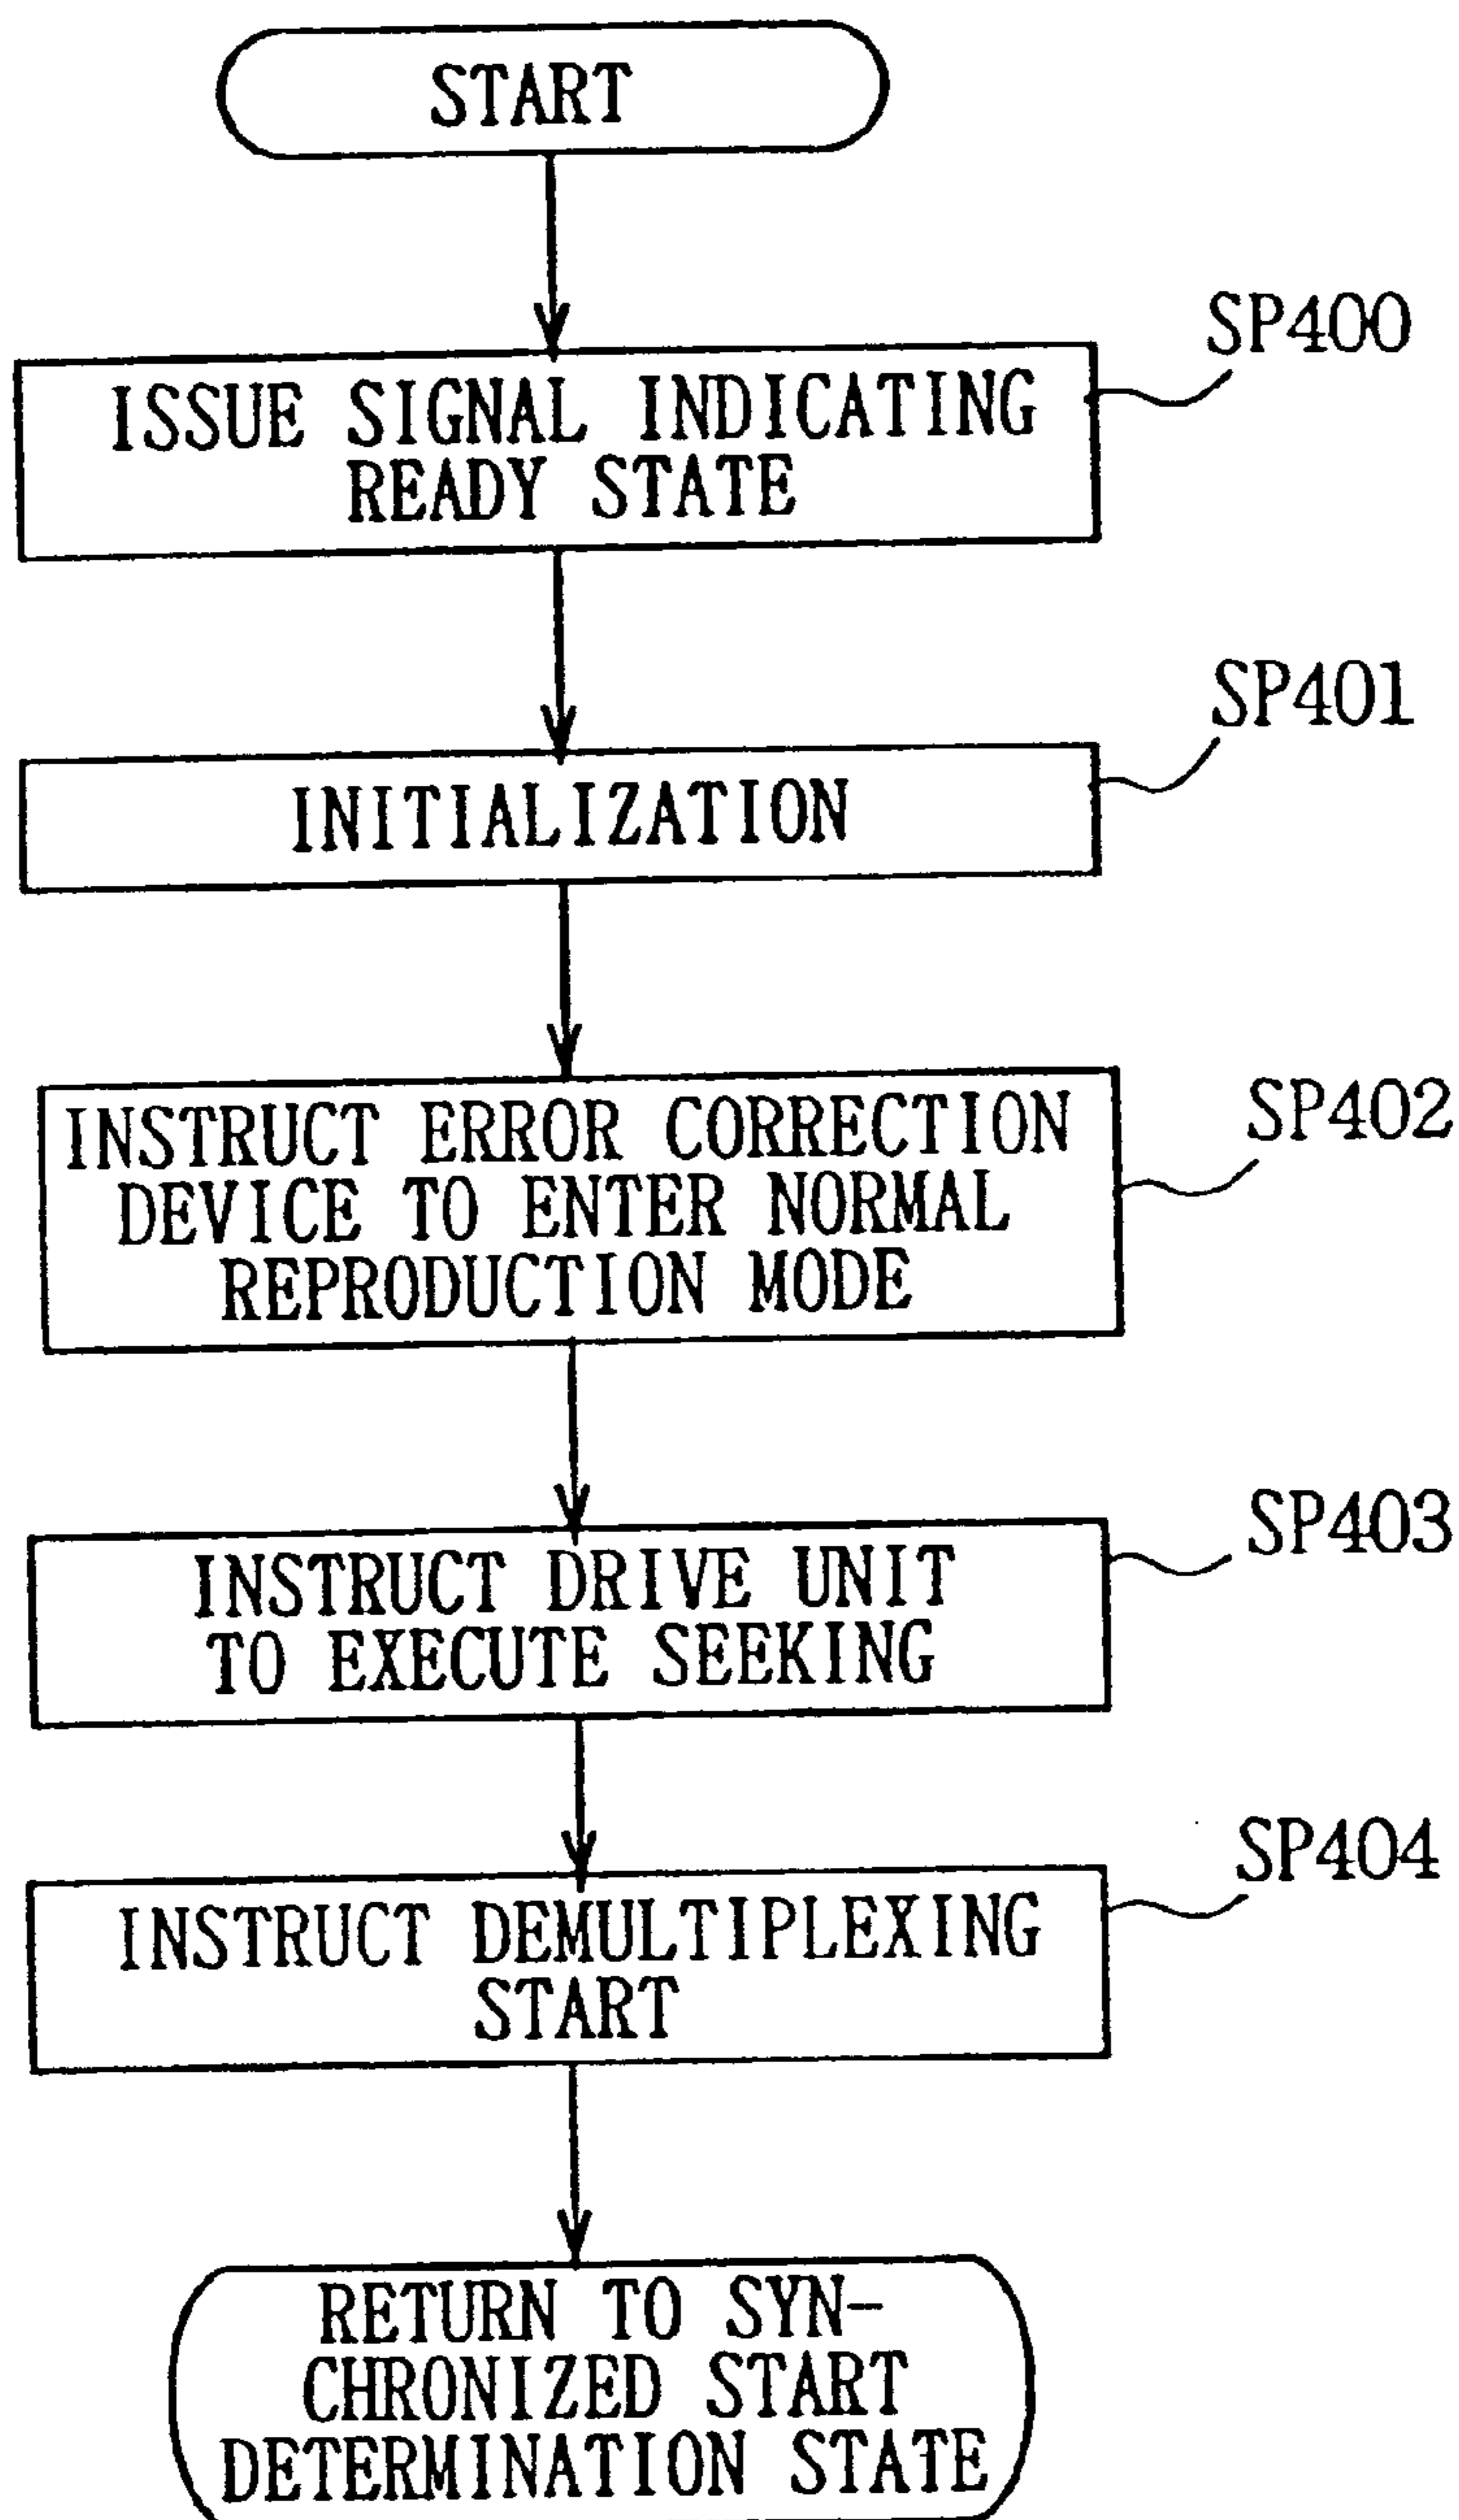 START
SP400
ISSUE SIGNAL INDICATING
READY STATE
SP401
INITIALIZATION
SP402
INSTRUCT ERROR CORRECTION
DEVICE TO ENTER NORMAL
REPRODUCTION MODE
SP403
INSTRUCT DRIVE UNIT
TO EXECUTE SEEKING
SP404
INSTRUCT DEMULTIPLEXING
START
RETURN TO SYN-
CHRONIZED START
DETERMINATION STATE